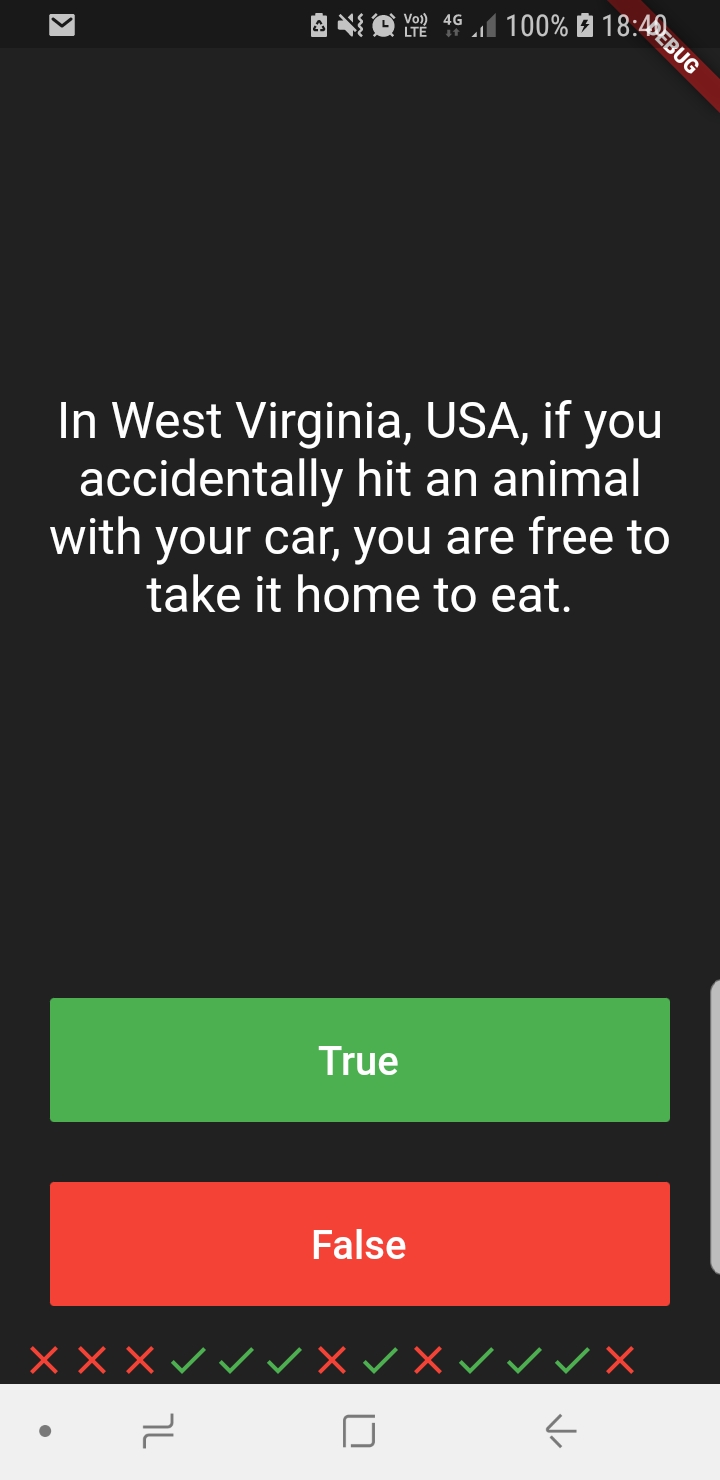 Vo)) LTE 4G 100% 18:40
DEBUG
In West Virginia, USA, if you
accidentally hit an animal
with your car, you are free to
take it home to eat.
True
False